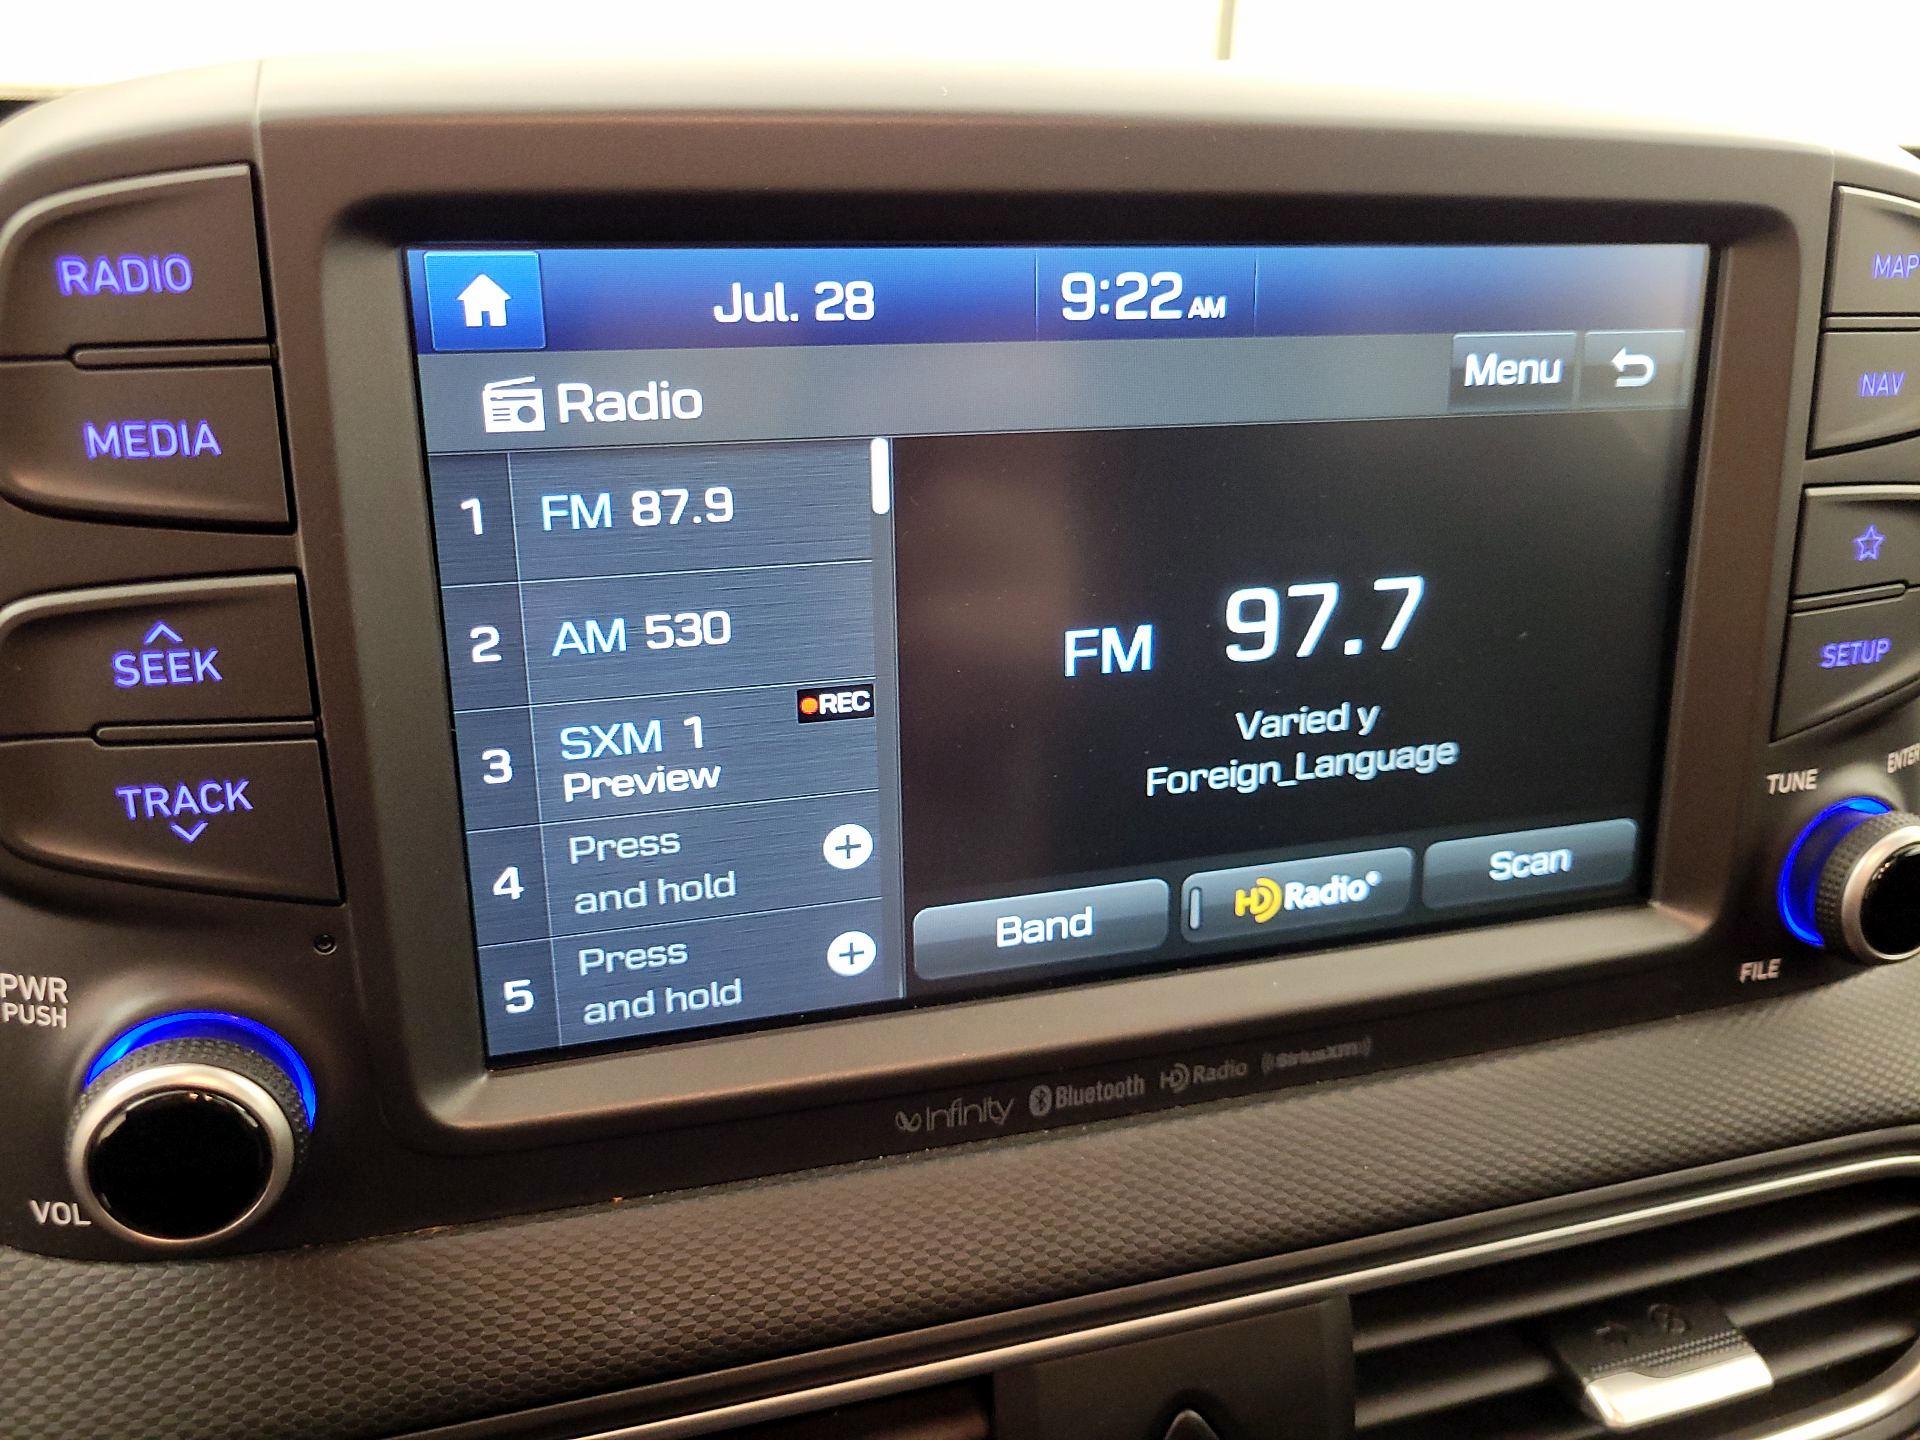 RADIO
MEDIA
SEEK
TRACK
PWR
PUSH
VOL
Jul. 28
9:22 AM
Radio
Menu
1 FM 87.9
2 AM 530
3 SXM 1
REC
Preview
4 Press
and hold
5 Press
and hold
FM 97.7
Varied y
Foreign_Language
Band
HD Radio®
Scan
Infinity Bluetooth HD Radio SiriusXM
MAP
NAV
SETUP
TUNE
ENTER
FILE